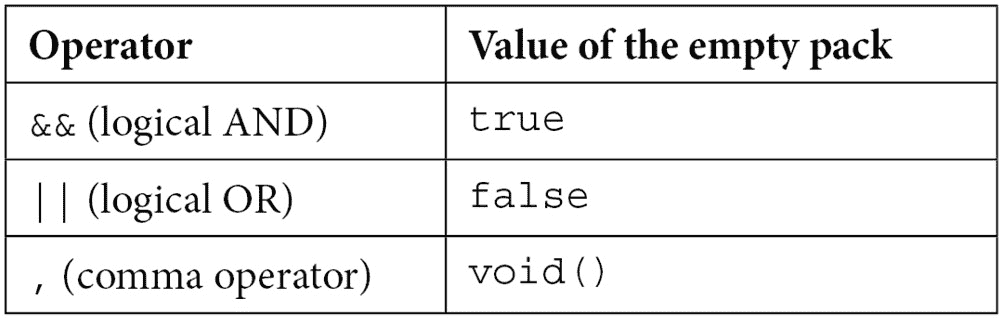 Operator Value of the empty pack
&& (logical AND) true
|| (logical OR) false
, (comma operator) void()